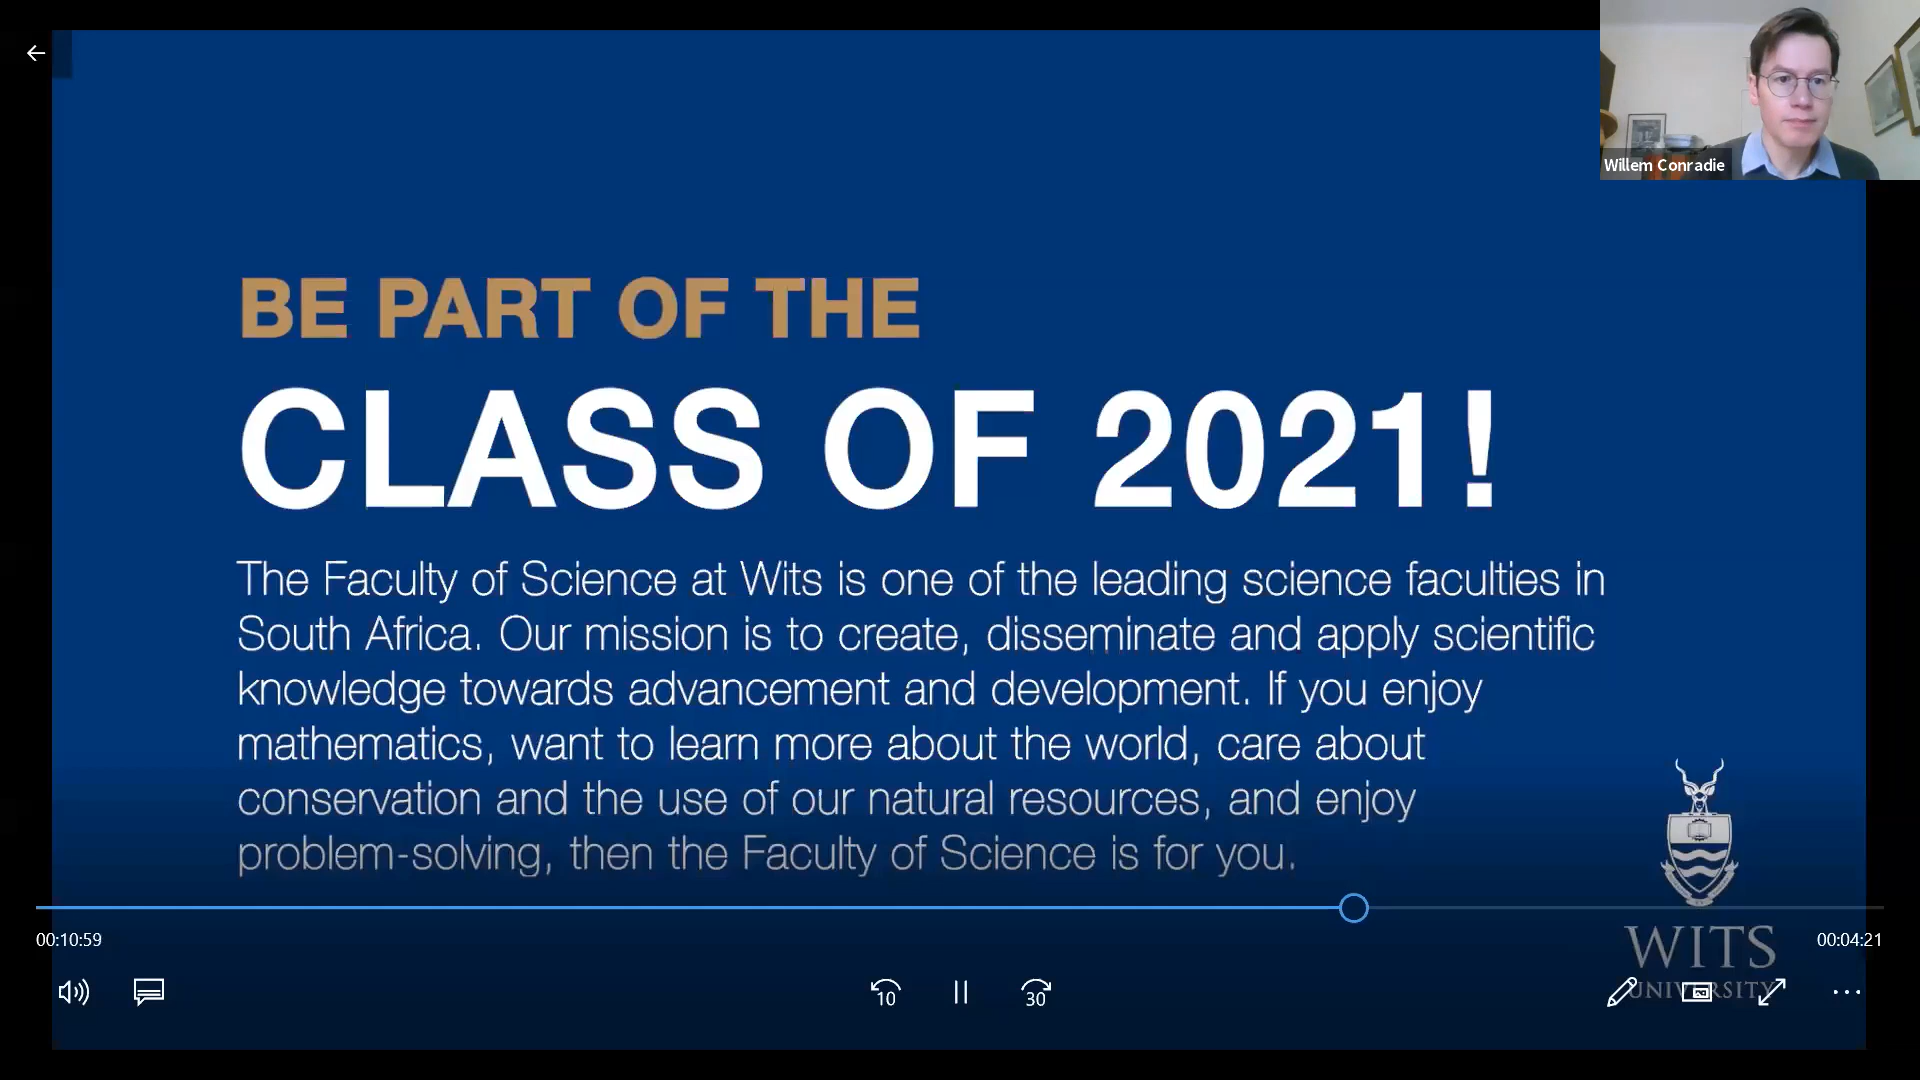 Willem Conradie
BE PART OF THE
CLASS OF 2021!
The Faculty of Science at Wits is one of the leading science faculties in
South Africa. Our mission is to create, disseminate and apply scientific
knowledge towards advancement and development. If you enjoy
mathematics, want to learn more about the world, care about
conservation and the use of our natural resources, and enjoy
problem-solving, then the Faculty of Science is for you.
00:10:59
00:04:21
WITS
UNIVERSITY
10
30